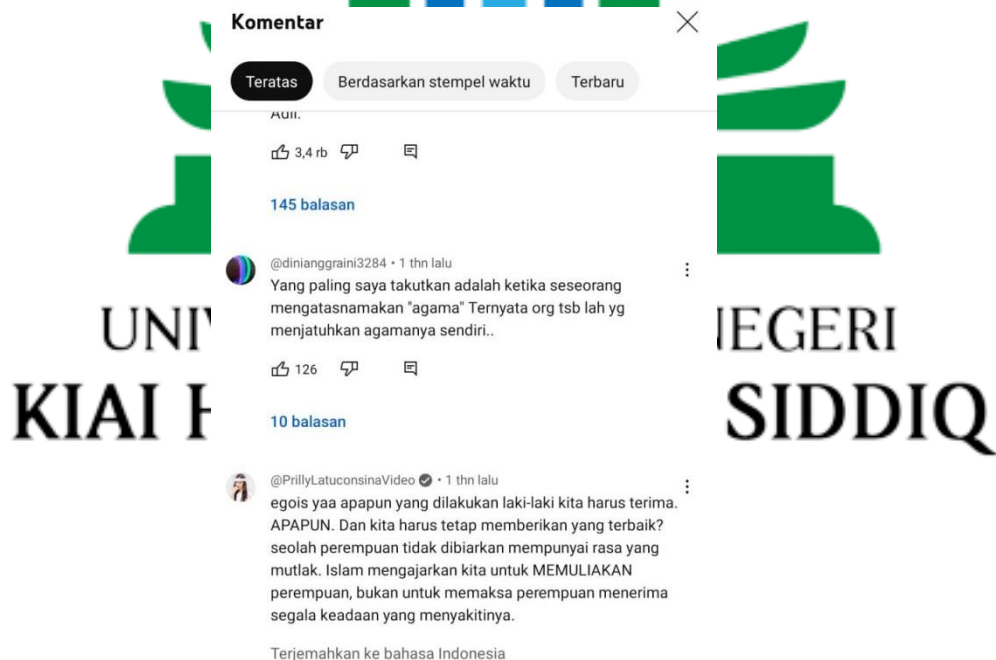 Komentar
Teratas
Berdasarkan stempel waktu
Terbaru
Adil.
3,4 rb
145 balasan
@dinianggraini3284 • 1 thn lalu
Yang paling saya takutkan adalah ketika seseorang
mengatasnamakan "agama" Ternyata org tsb lah yg
menjatuhkan agamanya sendiri..
126
10 balasan
@PrillyLatuconsinaVideo • 1 thn lalu
egois yaa apapun yang dilakukan laki-laki kita harus terima.
APAPUN. Dan kita harus tetap memberikan yang terbaik?
seolah perempuan tidak dibiarkan mempunyai rasa yang
mutlak. Islam mengajarkan kita untuk MEMULIAKAN
perempuan, bukan untuk memaksa perempuan menerima
segala keadaan yang menyakitinya.
Terjemahkan ke bahasa Indonesia
UNI NEGERI
KIAI H SIDDIQ